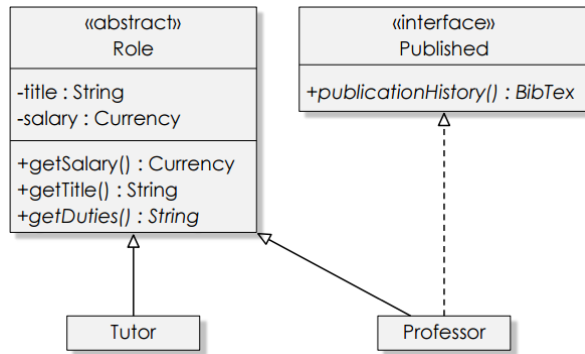 «abstract»
Role
-title : String
-salary : Currency
+getSalary() : Currency
+getTitle() : String
+getDuties() : String
«interface»
Published
+publicationHistory() : BibTex
Tutor
Professor